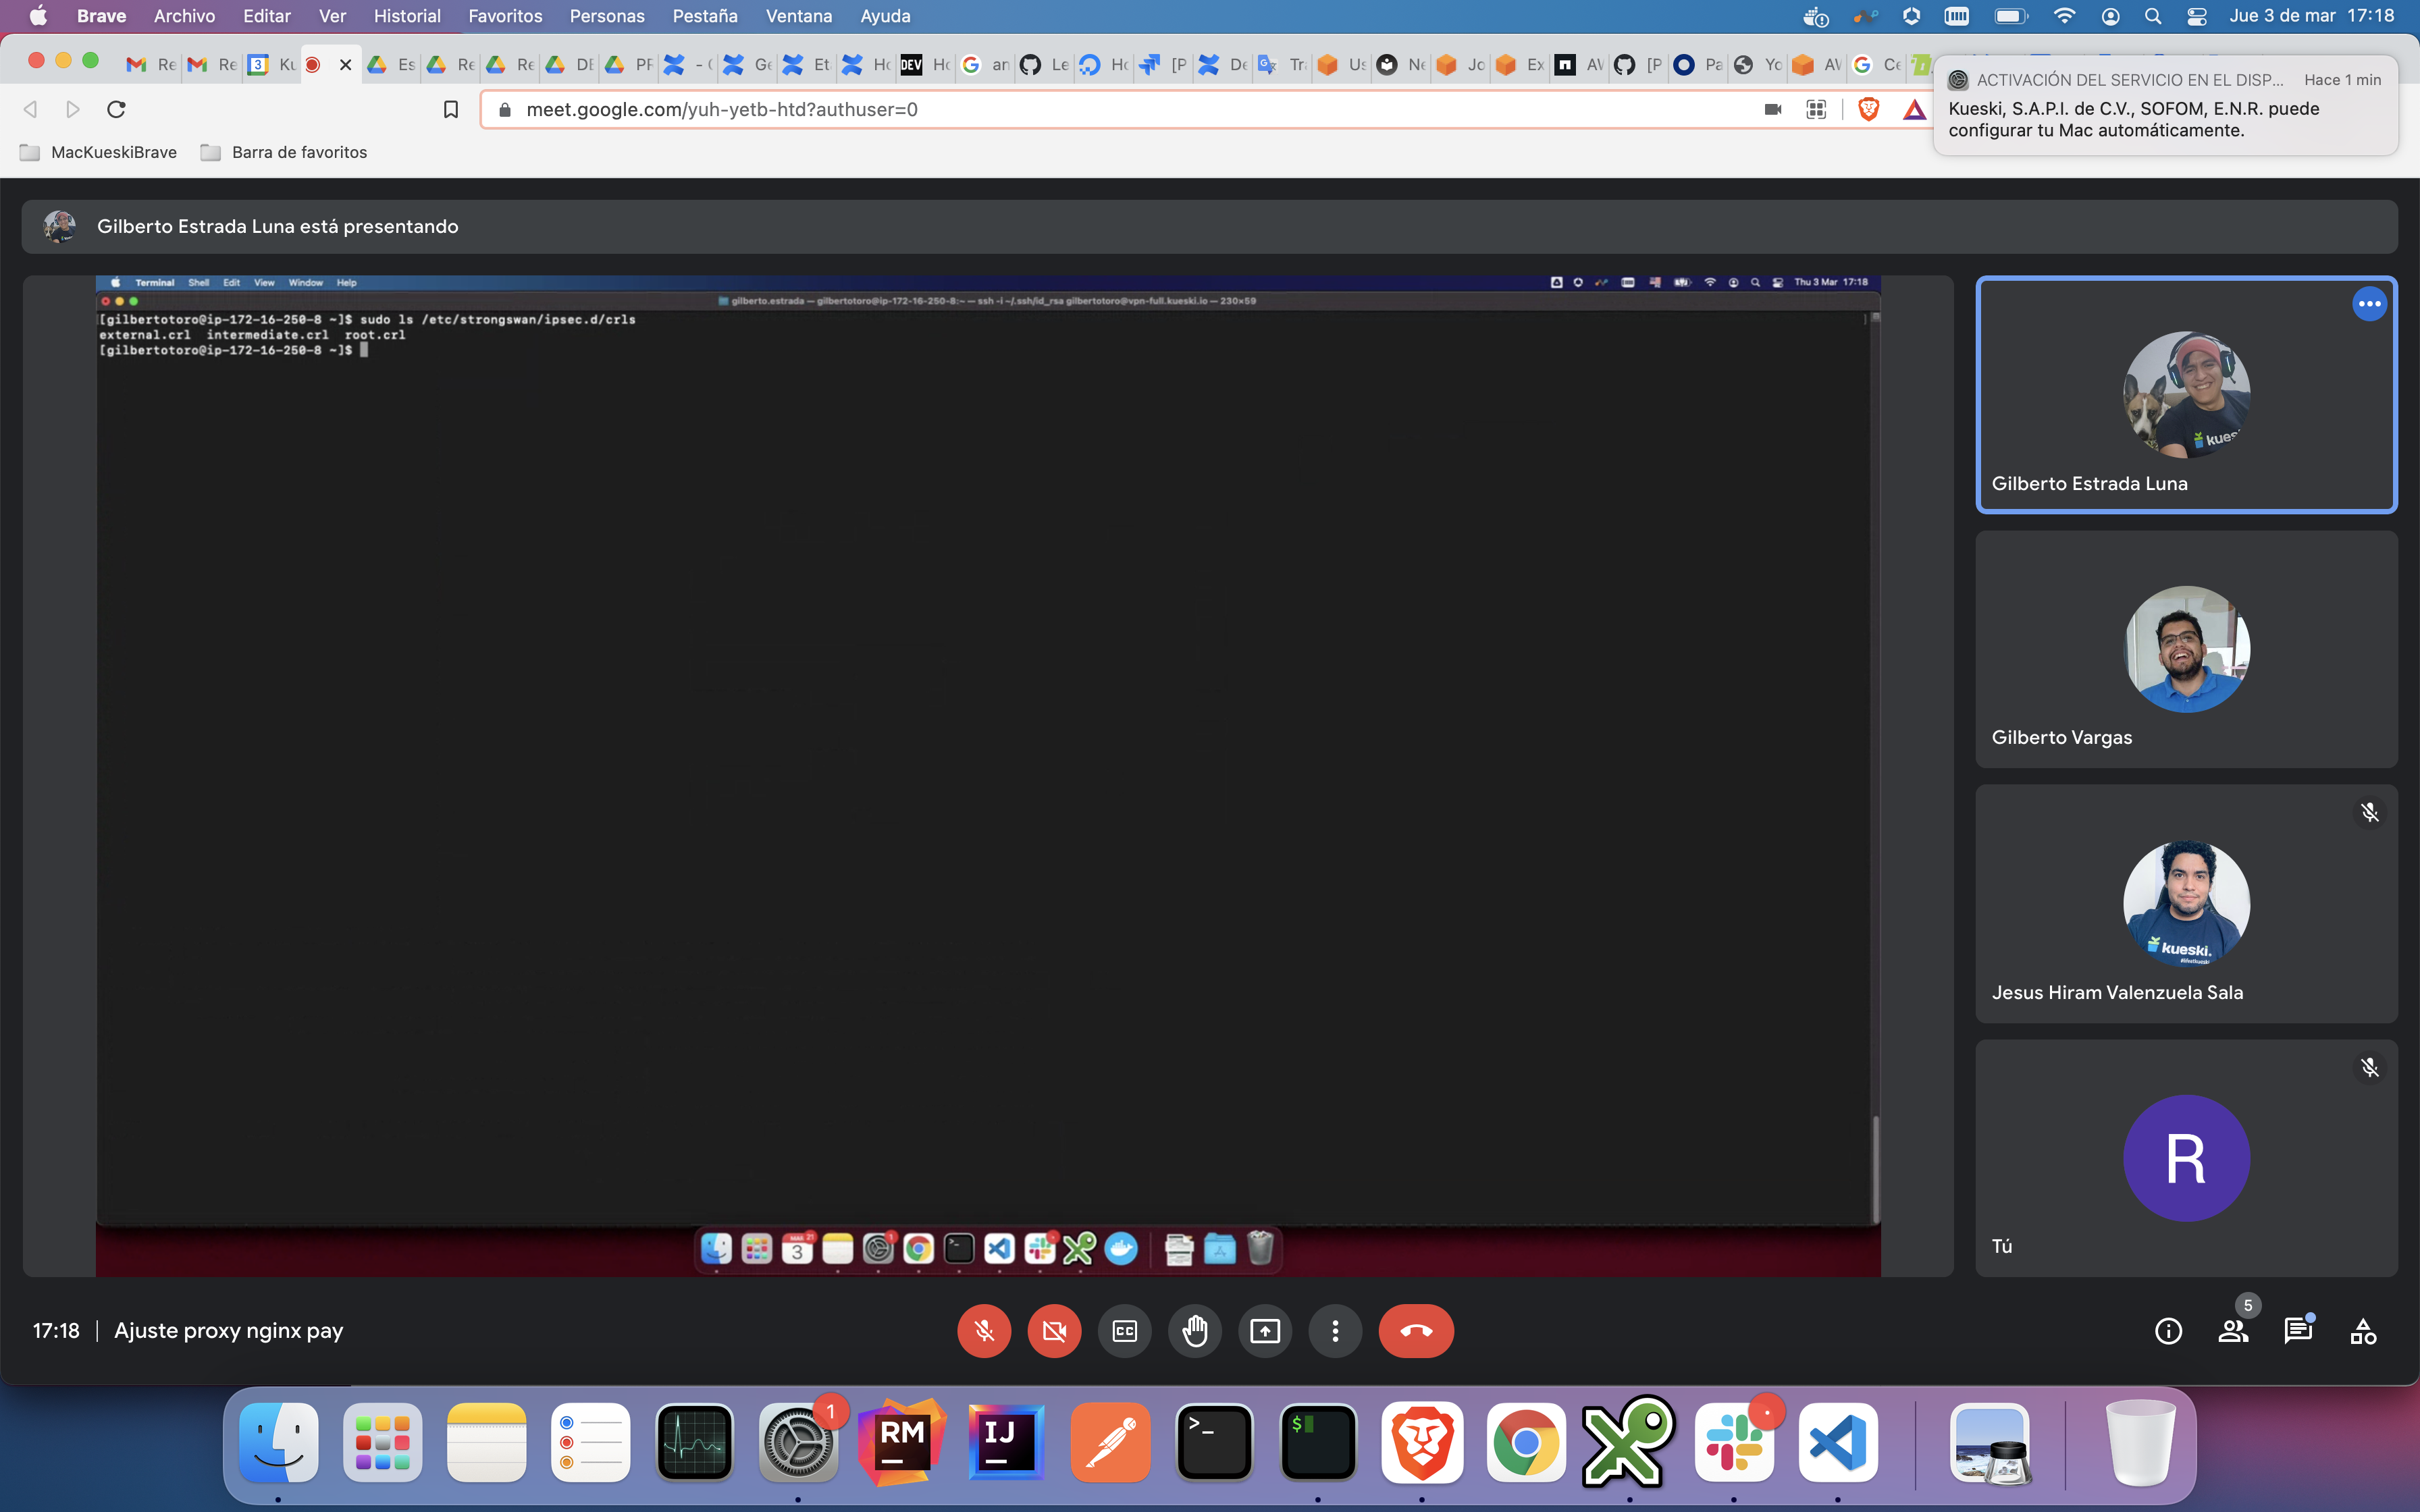 Brave Archivo Editar Ver Historial Favoritos Personas Pestaña Ventana Ayuda
Jue 3 de mar 17:18
Re Re Ku Es Re Re DE PF - ( Ge Et Hc Hc an Le Hc [P De Tr Us Ne Jo Ex AV [P Pa Yo AV Ce
meet.google.com/yuh-yetb-htd?authuser=0
ACTIVACIÓN DEL SERVICIO EN EL DISP... Hace 1 min
Kueski, S.A.P.I. de C.V., SOFOM, E.N.R. puede
configurar tu Mac automáticamente.
MacKueskiBrave Barra de favoritos
Gilberto Estrada Luna está presentando
Terminal Shell Edit View Window Help
Thu 3 Mar 17:18
gilberto.estrada — gilbertotoro@ip-172-16-250-8:~ — ssh -i ~/.ssh/id_rsa gilbertotoro@vpn-full.kueski.io — 230×59
[gilbertotoro@ip-172-16-250-8 ~]$ sudo ls /etc/strongswan/ipsec.d/crls
external.crl intermediate.crl root.crl
[gilbertotoro@ip-172-16-250-8 ~]$
Gilberto Estrada Luna
Gilberto Vargas
kueski.
Jesus Hiram Valenzuela Sala
R
Tú
17:18 | Ajuste proxy nginx pay
5
1
RM
IJ